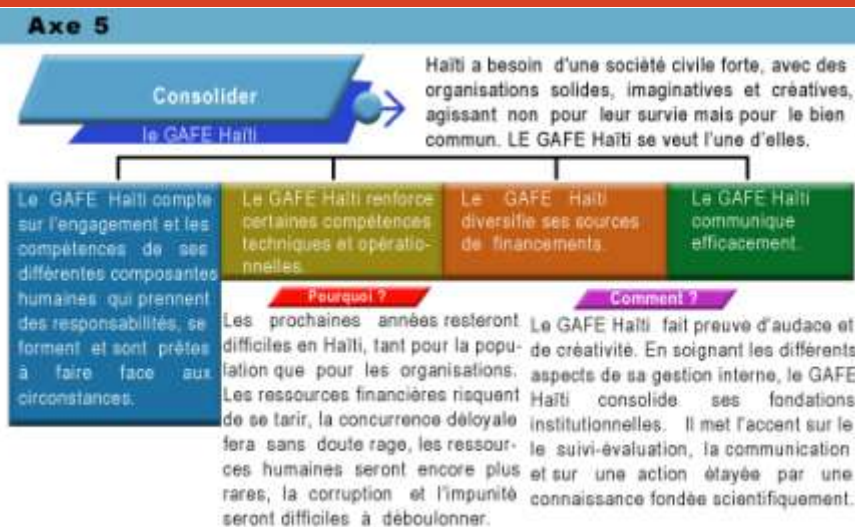 Axe 5
Consolider
le GAFE Haïti
Haïti a besoin d'une société civile forte, avec des
organisations solides, imaginatives et créatives,
agissant non pour leur survie mais pour le bien
commun. LE GAFE Haïti se veut l'une d'elles.
Le GAFE Haïti compte
sur l'engagement et les
compétences de ses
différentes composantes
humaines qui prennent
des responsabilités, se
forment et sont prêtes
à faire face aux
circonstances.
Le GAFE Haïti renforce
certaines compétences
techniques et opératio-
nnelles.
Le GAFE Haïti
diversifie ses sources
de financements.
Le GAFE Haïti
communique
efficacement.
Pourquoi ?
Les prochaines années resteront
difficiles en Haïti, tant pour la popu-
lation que pour les organisations.
Les ressources financières risquent
de se tarir, la concurrence déloyale
fera sans doute rage, les ressour-
ces humaines seront encore plus
rares, la corruption et l'impunité
seront difficiles à déboulonner.
Comment ?
Le GAFE Haïti fait preuve d'audace et
de créativité. En soignant les différents
aspects de sa gestion interne, le GAFE
Haïti consolide ses fondations
institutionnelles. Il met l'accent sur le
le suivi-évaluation, la communication
et sur une action étayée par une
connaissance fondée scientifiquement.